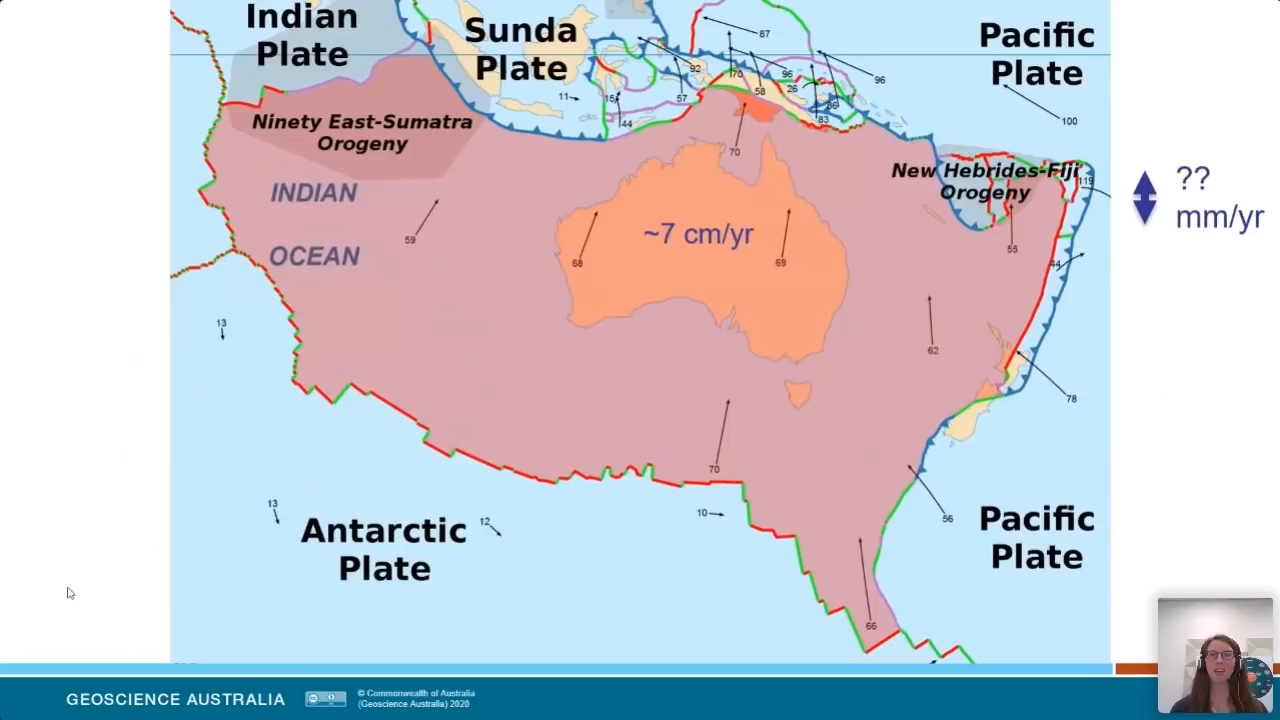 Indian
Plate
Sunda
Plate
Pacific
Plate
87
92
70
96
96
58
26
57
11
15
44
86
83
100
Ninety East-Sumatra
Orogeny
70
New Hebrides-Fiji
Orogeny
119
??
mm/yr
INDIAN
OCEAN
59
68
~7 cm/yr
69
55
44
13
62
78
70
13
12
10
56
Antarctic
Plate
Pacific
Plate
66
GEOSCIENCE AUSTRALIA
© Commonwealth of Australia
(Geoscience Australia) 2020